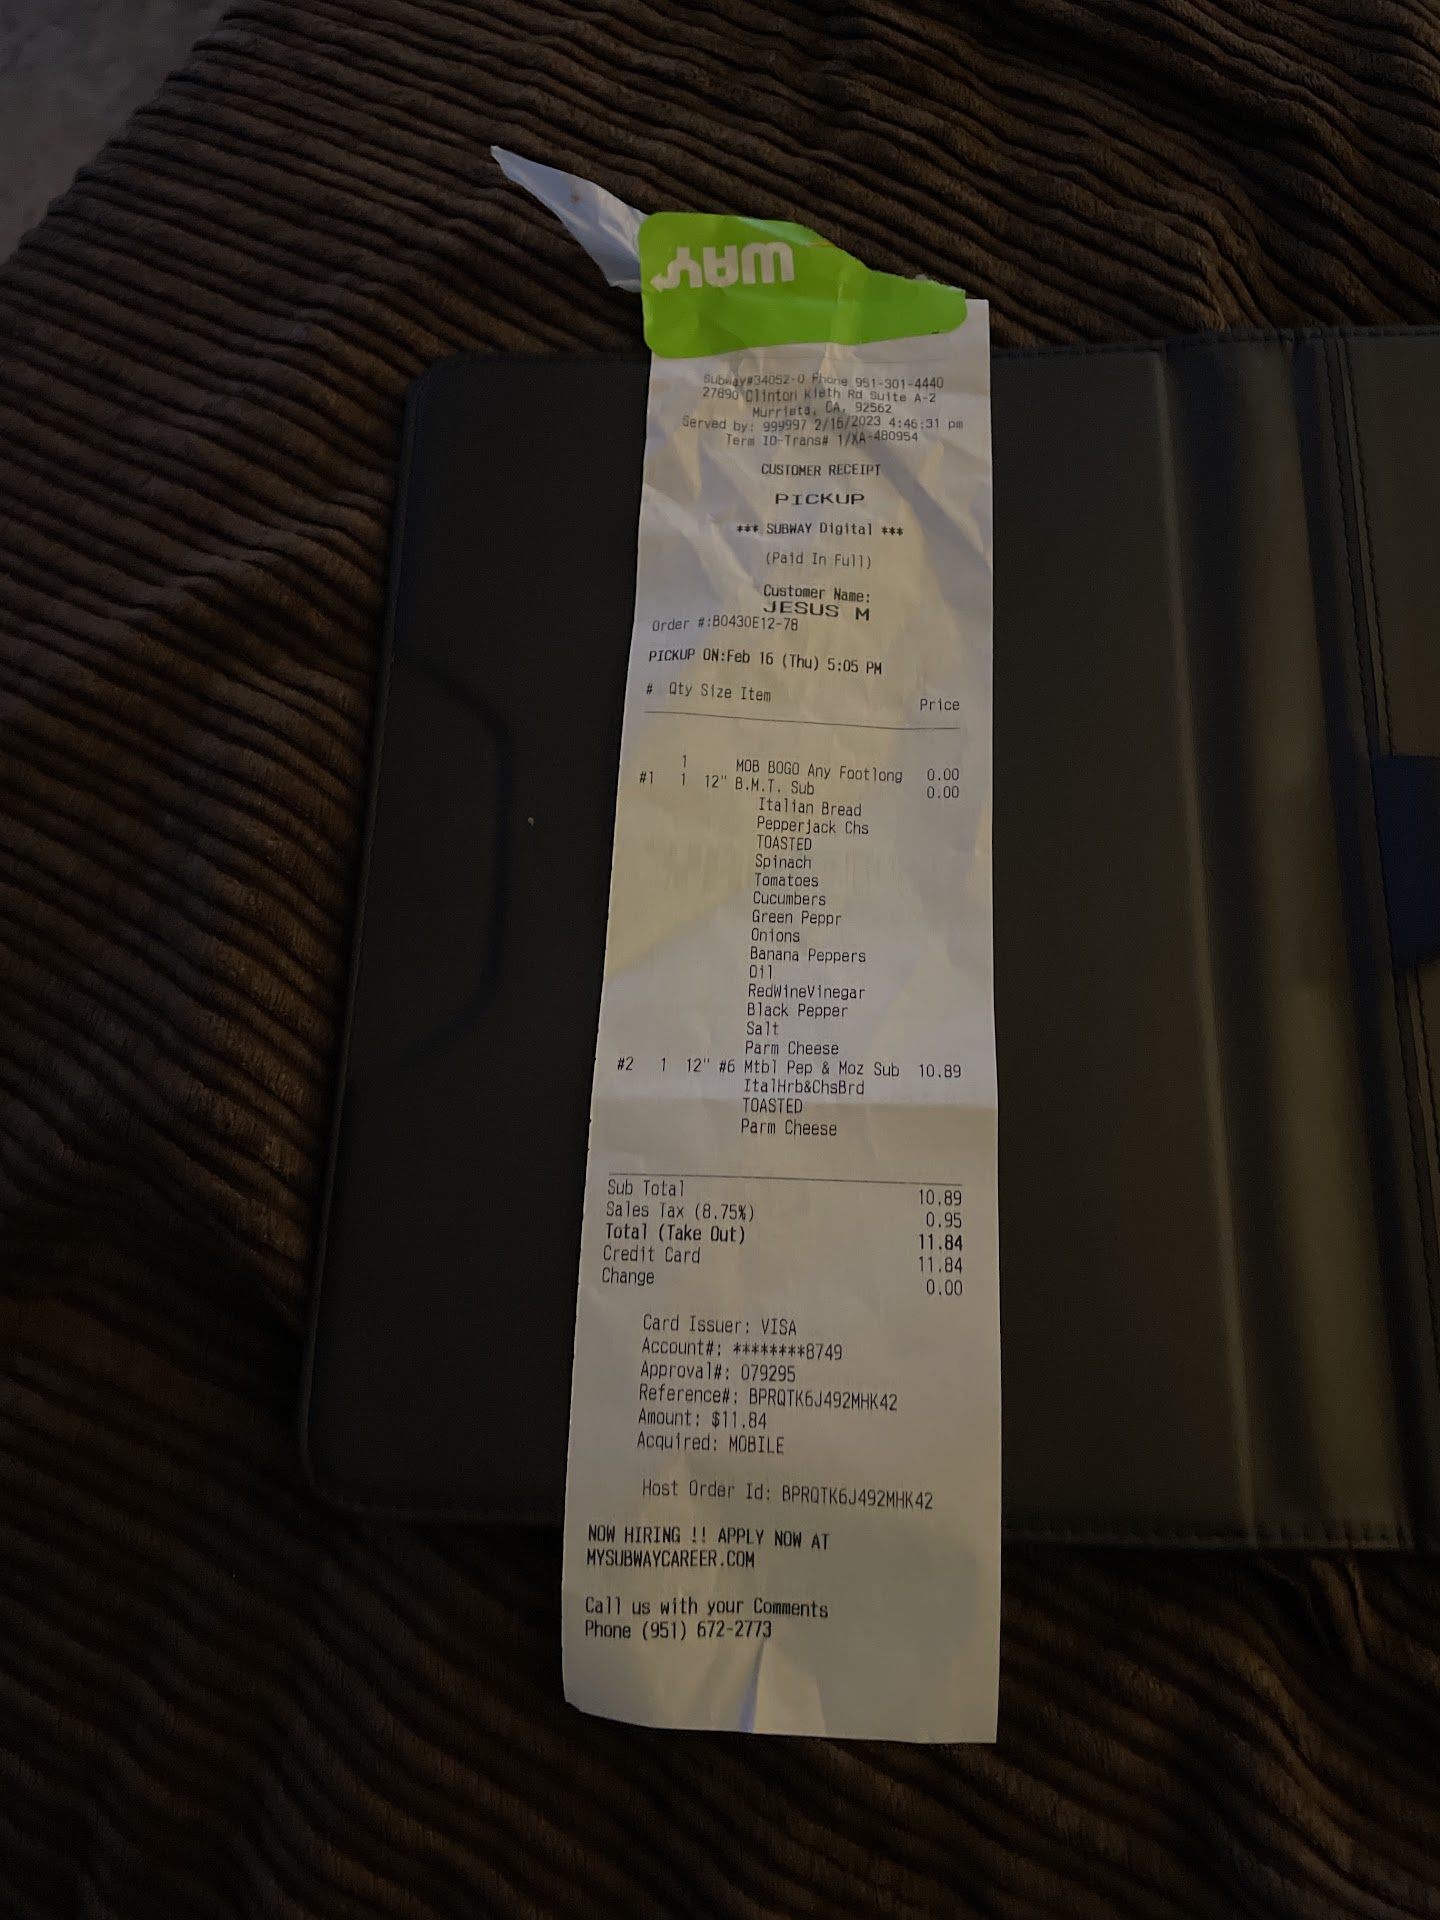 WAY
Subway#34052-0 Phone 951-301-4440
27890 Clinton Kieth Rd Suite A-2
Murrieta, CA, 92562
Served by: 999997 2/16/2023 4:46:31 pm
Term ID-Trans# 1/XA-480954
CUSTOMER RECEIPT
PICKUP
*** SUBWAY Digital ***
(Paid In Full)
Customer Name:
JESUS M
Order #:B0430E12-78
PICKUP ON:Feb 16 (Thu) 5:05 PM
# Qty Size Item Price
1 MOB BOGO Any Footlong 0.00
#1 1 12" B.M.T. Sub 0.00
Italian Bread
Pepperjack Chs
TOASTED
Spinach
Tomatoes
Cucumbers
Green Peppr
Onions
Banana Peppers
Oil
RedWineVinegar
Black Pepper
Salt
Parm Cheese
#2 1 12" #6 Mtbl Pep & Moz Sub 10.89
ItalHrb&ChsBrd
TOASTED
Parm Cheese
Sub Total 10.89
Sales Tax (8.75%) 0.95
Total (Take Out) 11.84
Credit Card 11.84
Change 0.00
Card Issuer: VISA
Account#: ********8749
Approval#: 079295
Reference#: BPRQTK6J492MHK42
Amount: $11.84
Acquired: MOBILE
Host Order Id: BPRQTK6J492MHK42
NOW HIRING !! APPLY NOW AT
MYSUBWAYCAREER.COM
Call us with your Comments
Phone (951) 672-2773